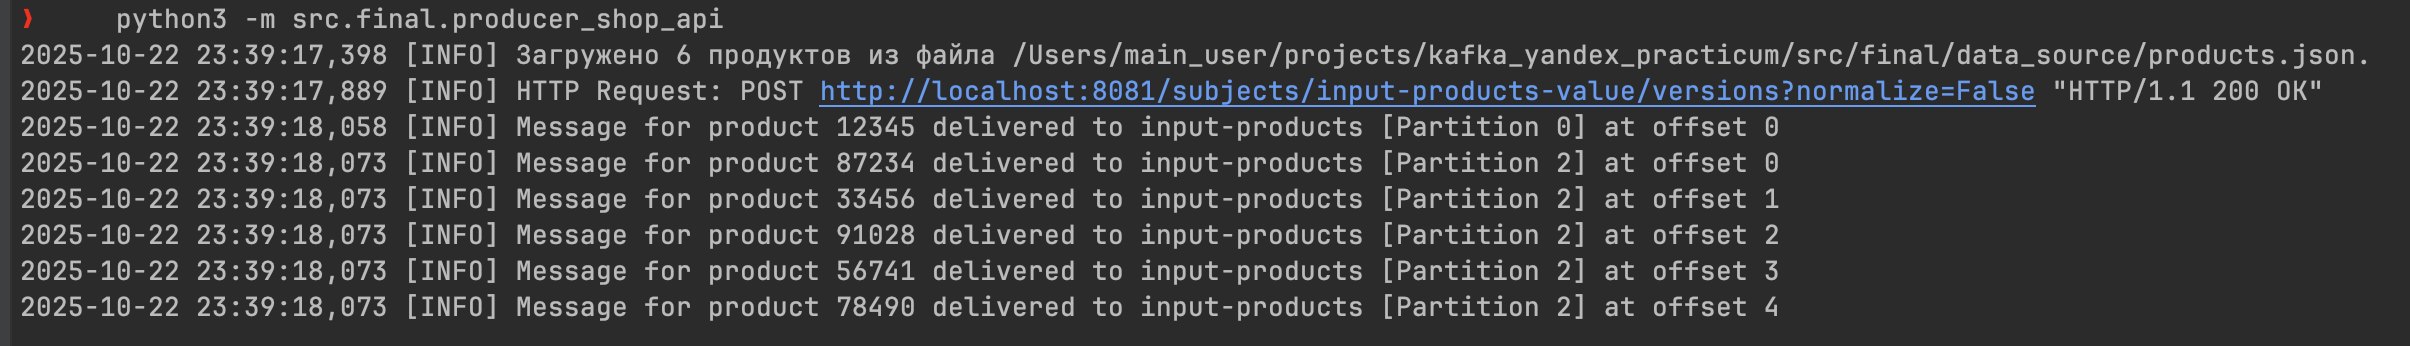 ❯ python3 -m src.final.producer_shop_api
2025-10-22 23:39:17,398 [INFO] Загружено 6 продуктов из файла /Users/main_user/projects/kafka_yandex_practicum/src/final/data_source/products.json.
2025-10-22 23:39:17,889 [INFO] HTTP Request: POST http://localhost:8081/subjects/input-products-value/versions?normalize=False "HTTP/1.1 200 OK"
2025-10-22 23:39:18,058 [INFO] Message for product 12345 delivered to input-products [Partition 0] at offset 0
2025-10-22 23:39:18,073 [INFO] Message for product 87234 delivered to input-products [Partition 2] at offset 0
2025-10-22 23:39:18,073 [INFO] Message for product 33456 delivered to input-products [Partition 2] at offset 1
2025-10-22 23:39:18,073 [INFO] Message for product 91028 delivered to input-products [Partition 2] at offset 2
2025-10-22 23:39:18,073 [INFO] Message for product 56741 delivered to input-products [Partition 2] at offset 3
2025-10-22 23:39:18,073 [INFO] Message for product 78490 delivered to input-products [Partition 2] at offset 4